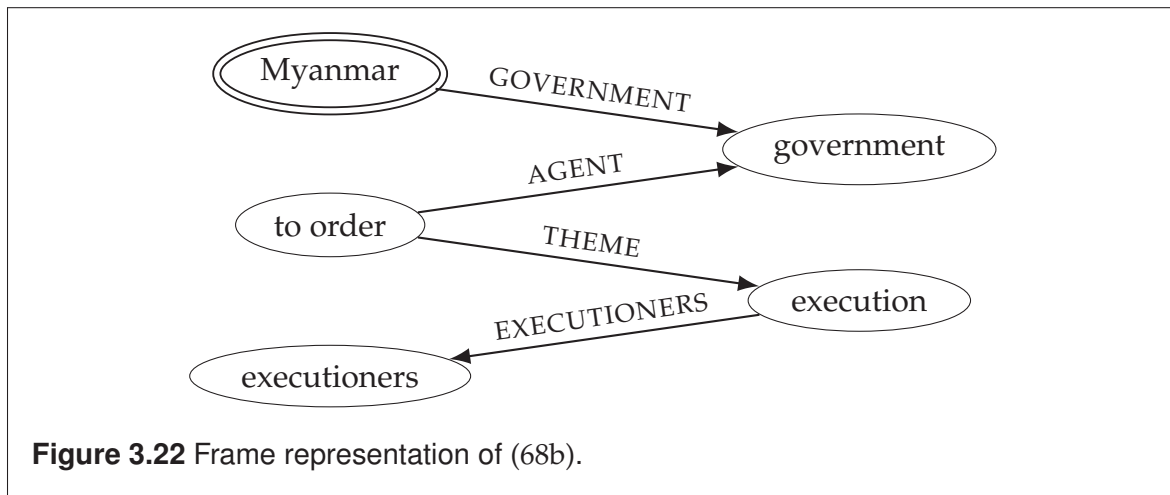 Myanmar
GOVERNMENT
government
AGENT
to order
THEME
execution
EXECUTIONERS
executioners
Figure 3.22 Frame representation of (68b).